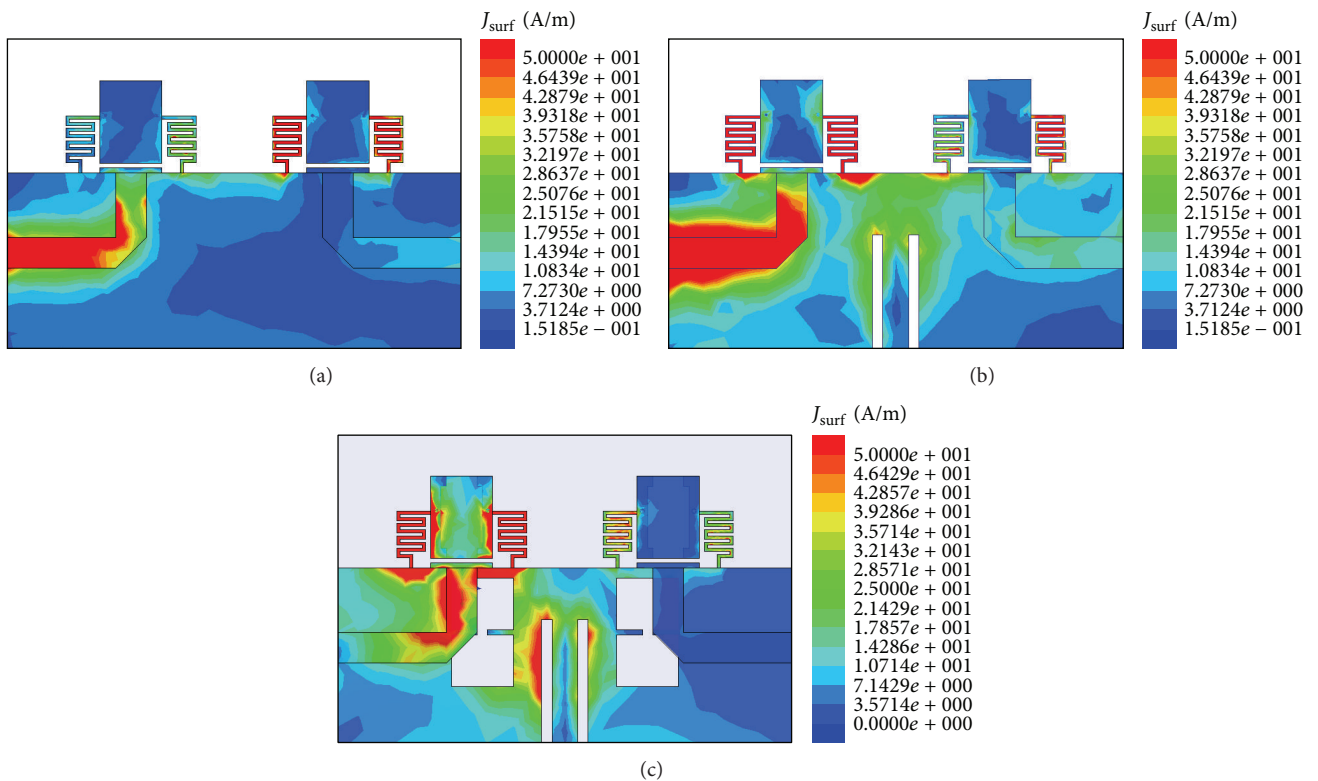 J_surf (A/m)
5.0000e + 001
4.6439e + 001
4.2879e + 001
3.9318e + 001
3.5758e + 001
3.2197e + 001
2.8637e + 001
2.5076e + 001
2.1515e + 001
1.7955e + 001
1.4394e + 001
1.0834e + 001
7.2730e + 000
3.7124e + 000
1.5185e − 001
(a)
J_surf (A/m)
5.0000e + 001
4.6439e + 001
4.2879e + 001
3.9318e + 001
3.5758e + 001
3.2197e + 001
2.8637e + 001
2.5076e + 001
2.1515e + 001
1.7955e + 001
1.4394e + 001
1.0834e + 001
7.2730e + 000
3.7124e + 000
1.5185e − 001
(b)
J_surf (A/m)
5.0000e + 001
4.6429e + 001
4.2857e + 001
3.9286e + 001
3.5714e + 001
3.2143e + 001
2.8571e + 001
2.5000e + 001
2.1429e + 001
1.7857e + 001
1.4286e + 001
1.0714e + 001
7.1429e + 000
3.5714e + 000
0.0000e + 000
(c)